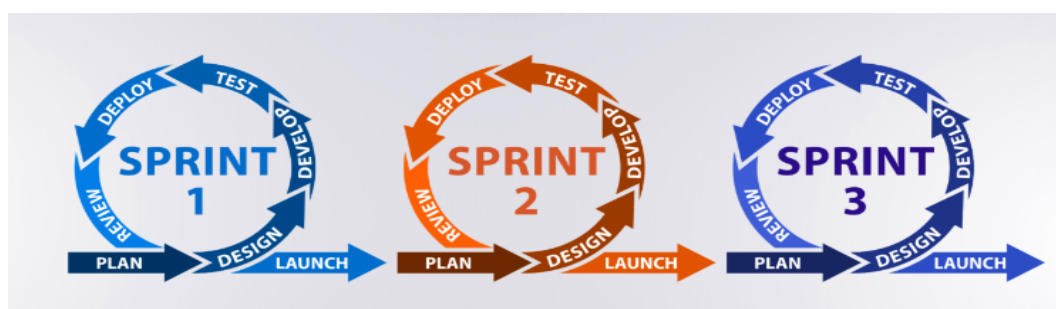 PLAN
DESIGN
DEVELOP
TEST
DEPLOY
REVIEW
LAUNCH
SPRINT
1
PLAN
DESIGN
DEVELOP
TEST
DEPLOY
REVIEW
LAUNCH
SPRINT
2
PLAN
DESIGN
DEVELOP
TEST
DEPLOY
REVIEW
LAUNCH
SPRINT
3